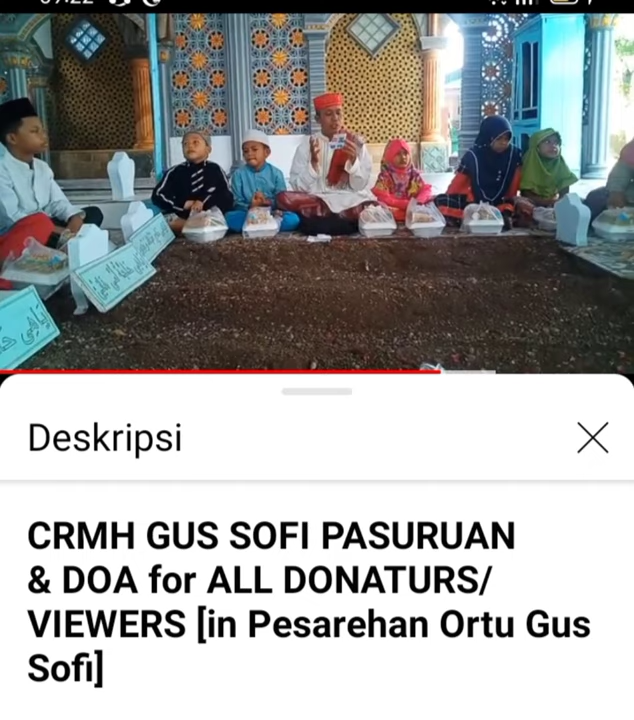 Deskripsi
CRMH GUS SOFI PASURUAN
& DOA for ALL DONATURS/
VIEWERS [in Pesarehan Ortu Gus
Sofi]